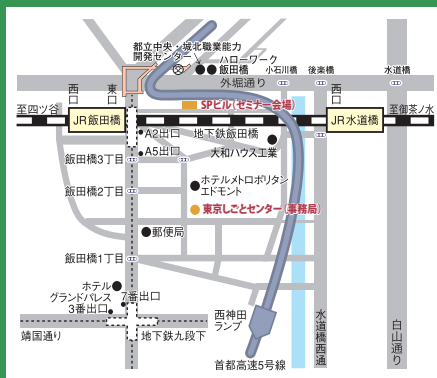 都立中央・城北職業能力
開発センター
ハローワーク
飯田橋
小石川橋
後楽橋
水道橋
外堀通り
西口
東口
西口
SPビル(セミナー会場)
至四ツ谷
JR飯田橋
JR水道橋
至御茶ノ水
A2出口
地下鉄飯田橋
A5出口
大和ハウス工業
飯田橋3丁目
飯田橋2丁目
ホテルメトロポリタン
エドモント
東京しごとセンター(事務局)
郵便局
飯田橋1丁目
ホテル
グランドパレス
7番出口
3番出口
西神田
ランプ
水道橋西通
白山通り
靖国通り
地下鉄九段下
首都高速5号線